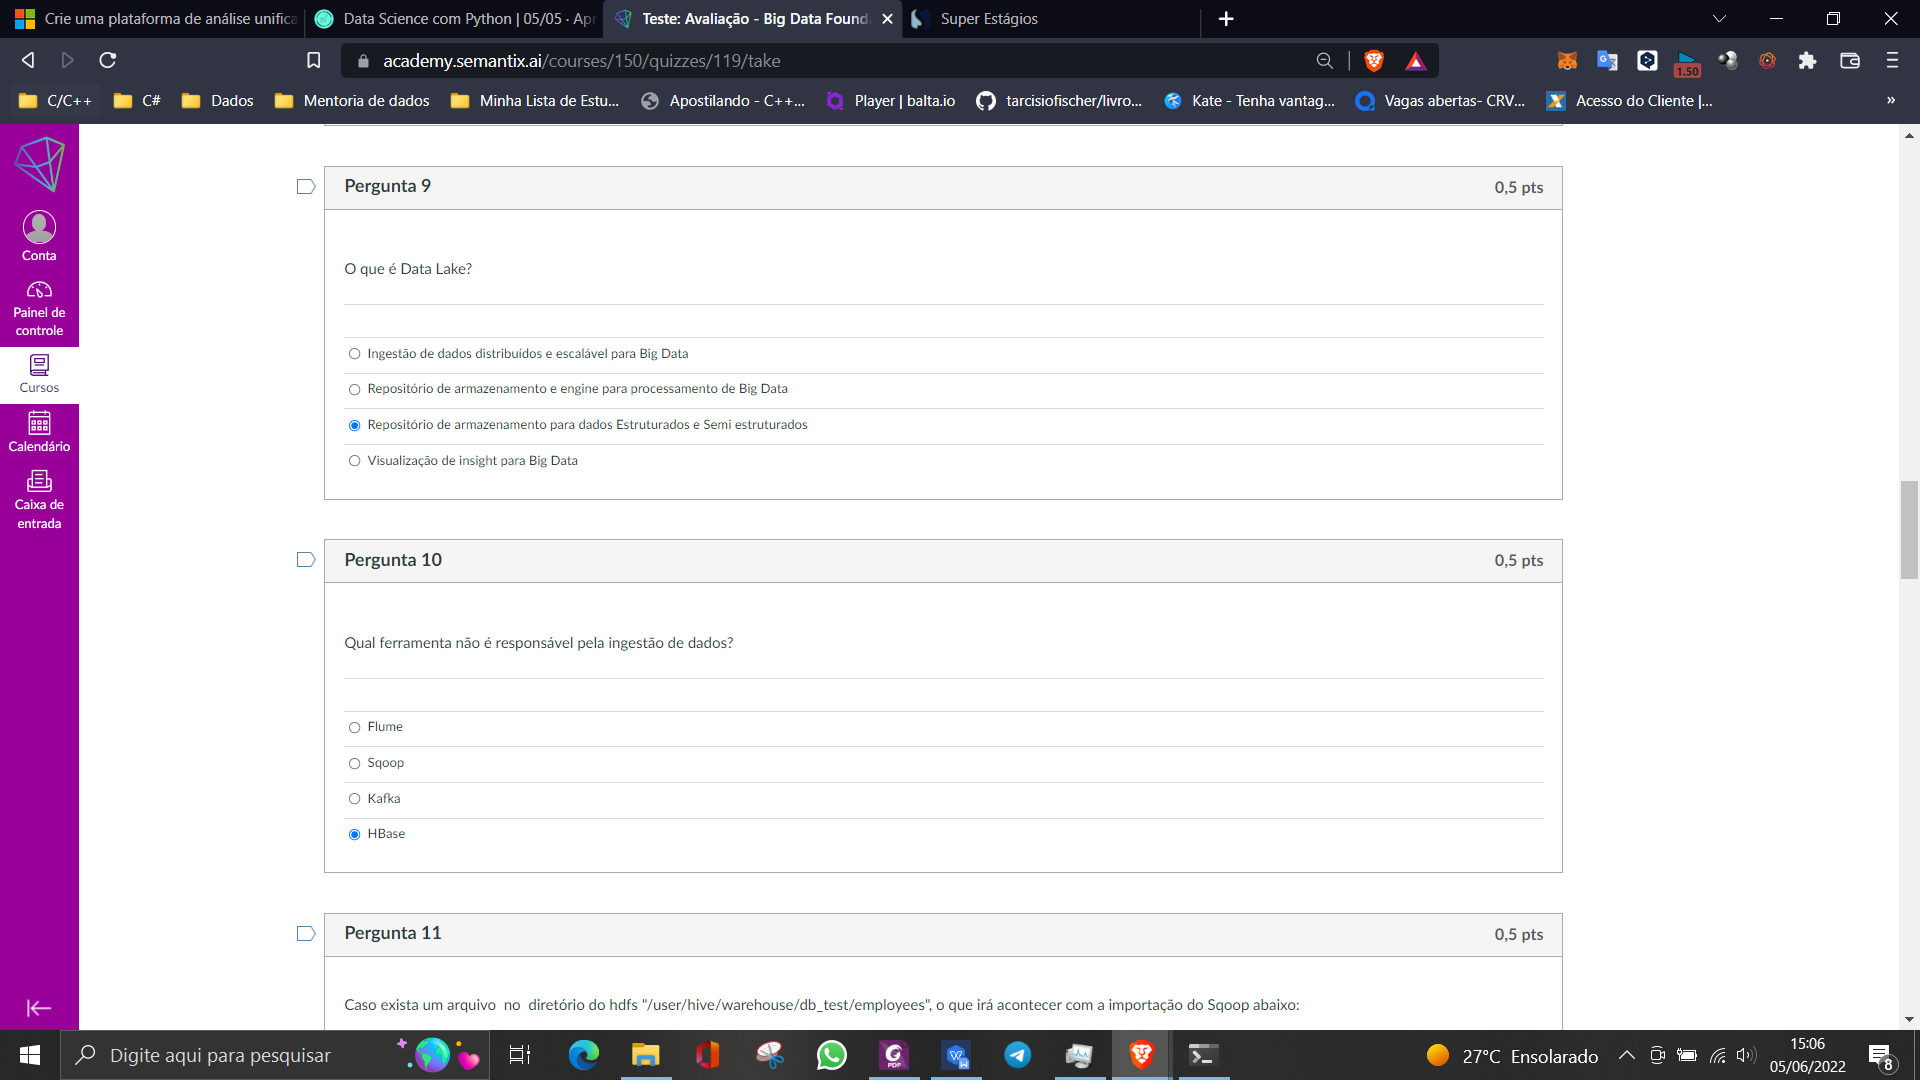 Crie uma plataforma de análise unifica
Data Science com Python | 05/05 · Apr
Teste: Avaliação - Big Data Found
Super Estágios
academy.semantix.ai/courses/150/quizzes/119/take
1.50
C/C++
C#
Dados
Mentoria de dados
Minha Lista de Estu...
Apostilando - C++...
Player | balta.io
tarcisiofischer/livro...
Kate - Tenha vantag...
Vagas abertas- CRV...
Acesso do Cliente |...
»
Conta
Painel de
controle
Cursos
Calendário
Caixa de
entrada
Pergunta 9
0,5 pts
O que é Data Lake?
Ingestão de dados distribuídos e escalável para Big Data
Repositório de armazenamento e engine para processamento de Big Data
Repositório de armazenamento para dados Estruturados e Semi estruturados
Visualização de insight para Big Data
Pergunta 10
0,5 pts
Qual ferramenta não é responsável pela ingestão de dados?
Flume
Sqoop
Kafka
HBase
Pergunta 11
0,5 pts
Caso exista um arquivo no diretório do hdfs "/user/hive/warehouse/db_test/employees", o que irá acontecer com a importação do Sqoop abaixo:
Digite aqui para pesquisar
27°C Ensolarado
15:06
05/06/2022
8